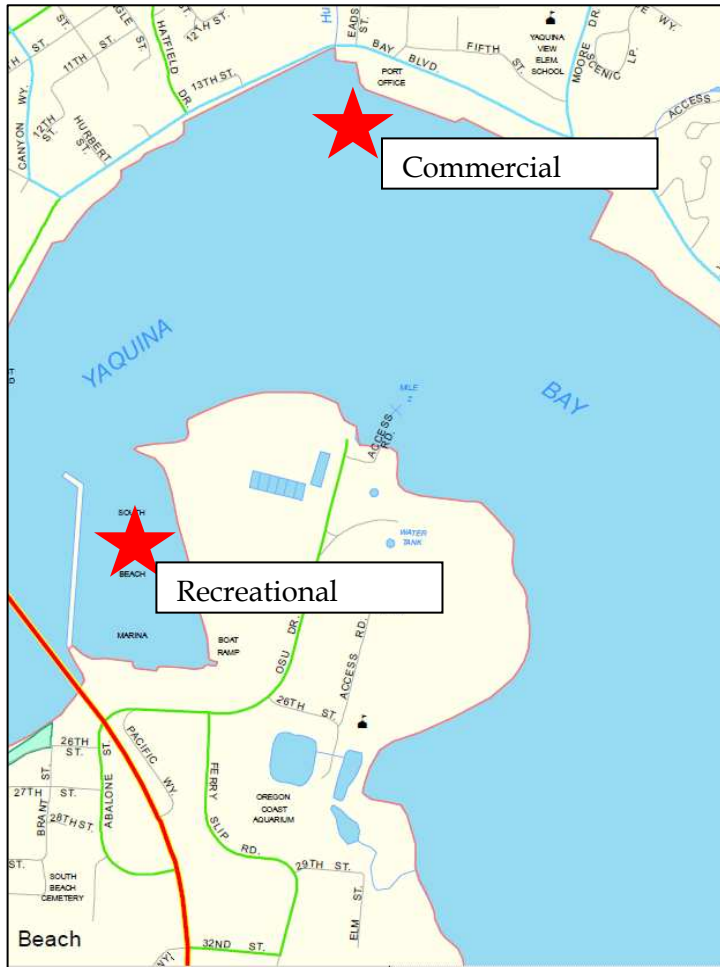 Hu
EADS
ST.
YAQUINA
VIEW
ELEM.
SCHOOL
MOORE DR.
SCENIC LP.
WY.
HATFIELD
DR.
ST.
11TH ST.
12TH ST.
13TH ST.
BAY BLVD.
FIFTH ST.
PORT
OFFICE
ACCESS
CANYON WY.
12TH
ST.
HURBERT
ST.
Commercial
YAQUINA
BAY
MILE
2
ACCESS
RD.
SOUTH
BEACH
MARINA
WATER
TANK
Recreational
BOAT
RAMP
OSU DR.
ACCESS RD.
26TH ST.
26TH
ST.
PACIFIC WY.
ABALONE ST.
27TH ST.
BRANT ST.
28TH ST.
FERRY SLIP RD.
OREGON
COAST
AQUARIUM
29TH ST.
ST.
SOUTH
BEACH
CEMETERY
ELM ST.
Beach
32ND ST.